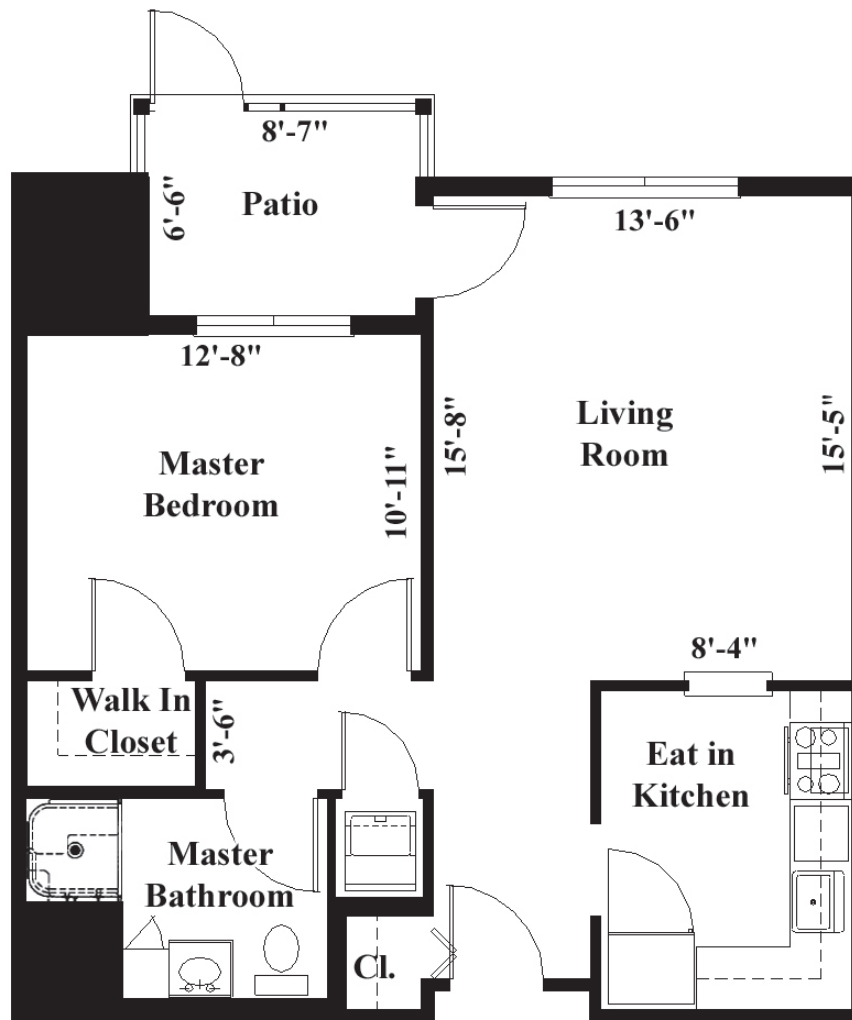 8'-7"
6'-6"
Patio
13'-6"
12'-8"
Living
Room
15'-8"
15'-5"
Master
Bedroom
10'-11"
8'-4"
Walk In
Closet
3'-6"
Eat in
Kitchen
Master
Bathroom
Cl.